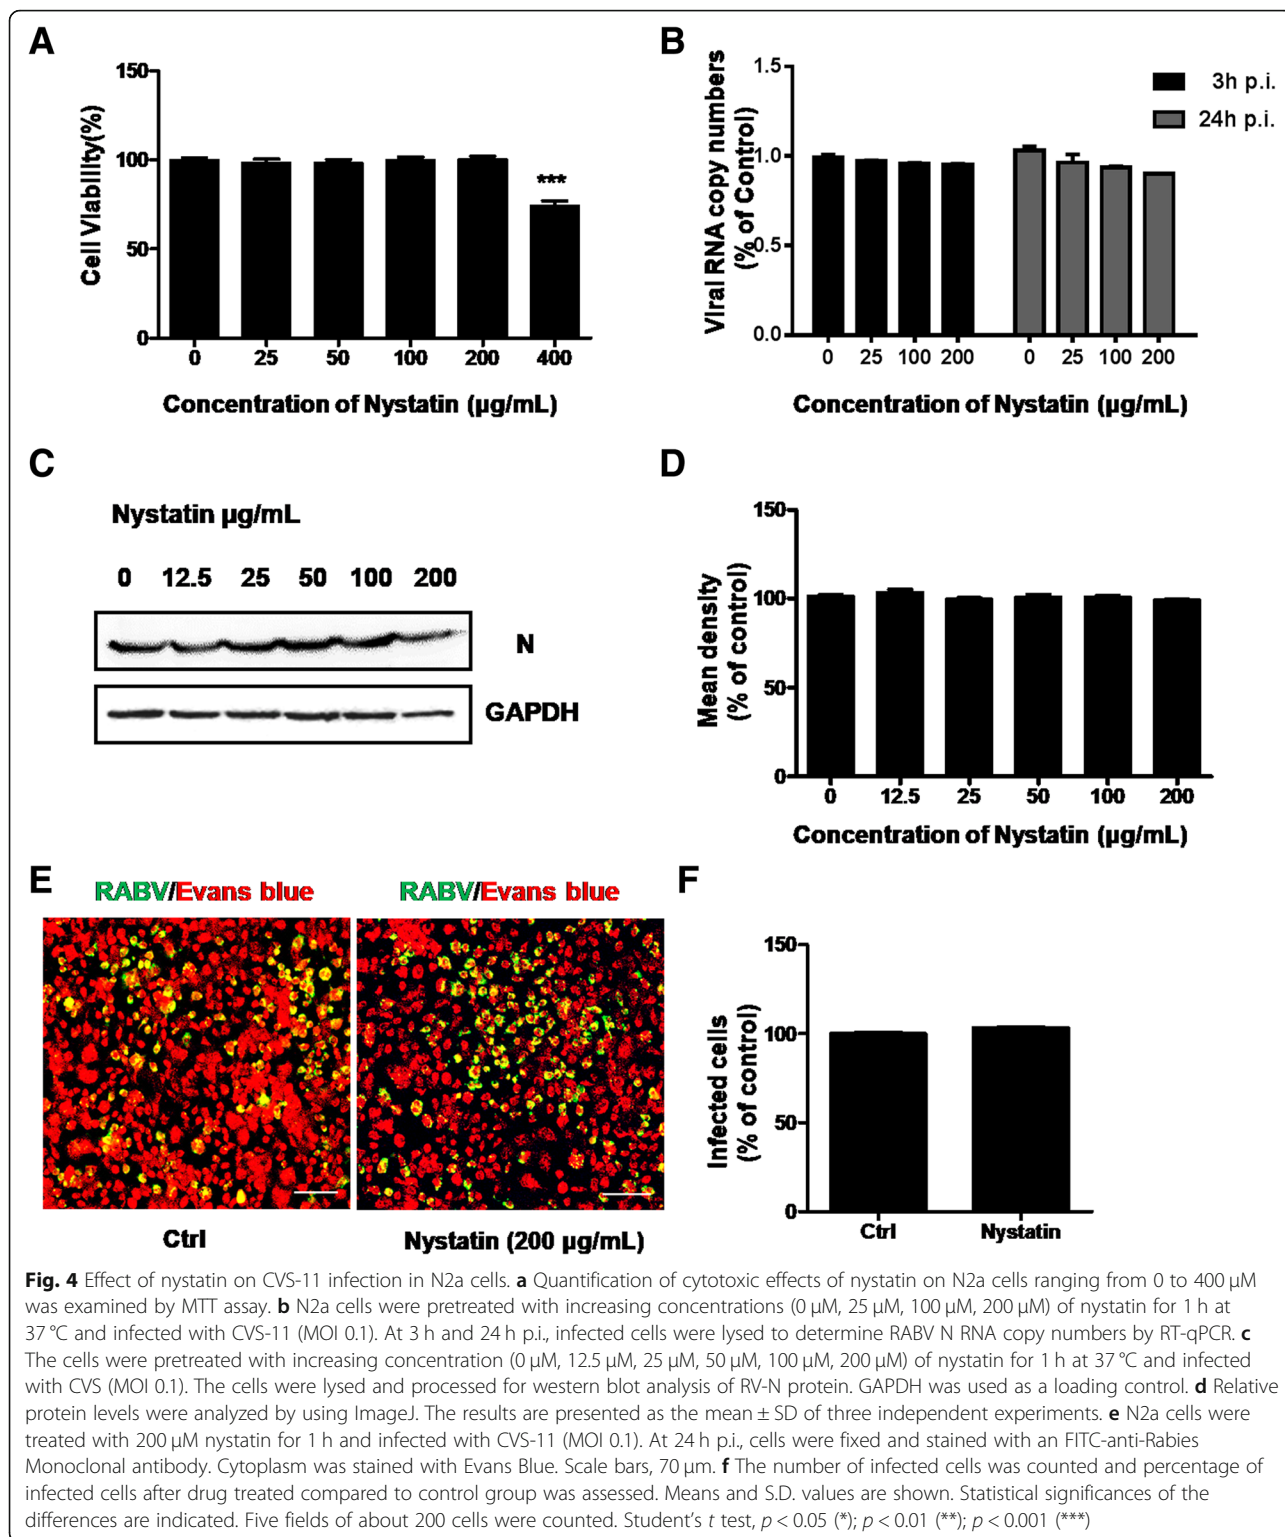 A
150
100
50
0
Cell Viability(%)
***
0 25 50 100 200 400
Concentration of Nystatin (µg/mL)
B
1.5
1.0
0.5
0.0
Viral RNA copy numbers
(% of Control)
3h p.i.
24h p.i.
0 25 100 200 0 25 100 200
Concentration of Nystatin (µg/mL)
C
Nystatin µg/mL
0 12.5 25 50 100 200
N
GAPDH
D
150
100
50
0
Mean density
(% of control)
0 12.5 25 50 100 200
Concentration of Nystatin (µg/mL)
E
RABV/Evans blue
RABV/Evans blue
Ctrl
Nystatin (200 µg/mL)
F
150
100
50
0
Infected cells
(% of control)
Ctrl Nystatin
Fig. 4 Effect of nystatin on CVS-11 infection in N2a cells. a Quantification of cytotoxic effects of nystatin on N2a cells ranging from 0 to 400 µM
was examined by MTT assay. b N2a cells were pretreated with increasing concentrations (0 µM, 25 µM, 100 µM, 200 µM) of nystatin for 1 h at
37 °C and infected with CVS-11 (MOI 0.1). At 3 h and 24 h p.i., infected cells were lysed to determine RABV N RNA copy numbers by RT-qPCR. c
The cells were pretreated with increasing concentration (0 µM, 12.5 µM, 25 µM, 50 µM, 100 µM, 200 µM) of nystatin for 1 h at 37 °C and infected
with CVS (MOI 0.1). The cells were lysed and processed for western blot analysis of RV-N protein. GAPDH was used as a loading control. d Relative
protein levels were analyzed by using ImageJ. The results are presented as the mean ± SD of three independent experiments. e N2a cells were
treated with 200 µM nystatin for 1 h and infected with CVS-11 (MOI 0.1). At 24 h p.i., cells were fixed and stained with an FITC-anti-Rabies
Monoclonal antibody. Cytoplasm was stained with Evans Blue. Scale bars, 70 µm. f The number of infected cells was counted and percentage of
infected cells after drug treated compared to control group was assessed. Means and S.D. values are shown. Statistical significances of the
differences are indicated. Five fields of about 200 cells were counted. Student's t test, p < 0.05 (*); p < 0.01 (**); p < 0.001 (***)